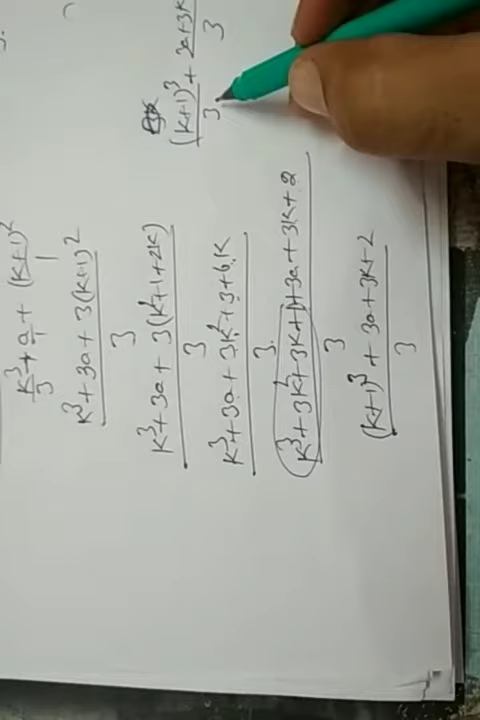 k³/3 + a/1 + (k+1)²/1
k³ + 3a + 3(k+1)²/3
k³ + 3a + 3(k²+1+2k)/3
k³ + 3a + 3k² + 3 + 6k/3
(k³ + 3k² + 3k + 1) + 3a + 3k + 2/3
(k+1)³ + 3a + 3k + 2/3
(k+1)³/3 + 3a+3k/3